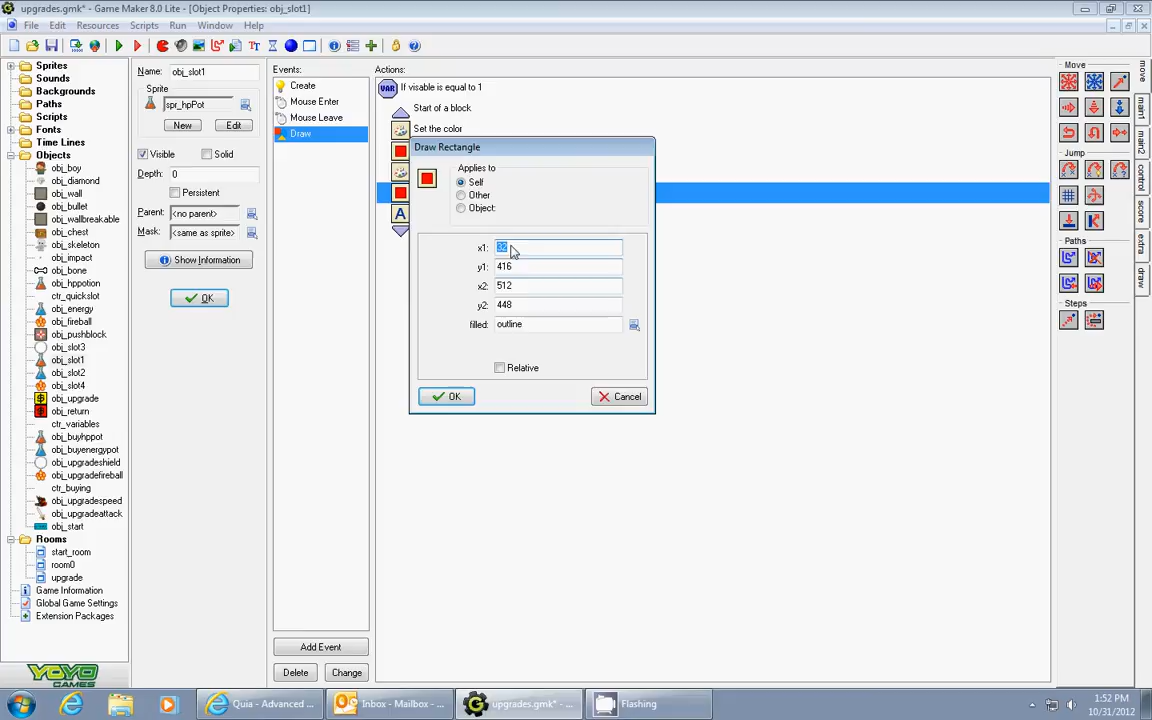 upgrades.gmk* - Game Maker 8.0 Lite - [Object Properties: obj_slot1]
File Edit Resources Scripts Run Window Help
Sprites
Sounds
Backgrounds
Paths
Scripts
Fonts
Time Lines
Objects
obj_boy
obj_diamond
obj_wall
obj_bullet
obj_wallbreakable
obj_chest
obj_skeleton
obj_impact
obj_bone
obj_hppotion
ctr_quickslot
obj_energy
obj_fireball
obj_pushblock
obj_slot3
obj_slot1
obj_slot2
obj_slot4
obj_upgrade
obj_return
ctr_variables
obj_buyhppot
obj_buyenergypot
obj_upgradeshield
obj_upgradefireball
ctr_buying
obj_upgradespeed
obj_upgradeattack
obj_start
Rooms
start_room
room0
upgrade
Game Information
Global Game Settings
Extension Packages
YOYO
GAMES
Name: obj_slot1
Sprite
spr_hpPot
New Edit
Visible Solid
Depth: 0
Persistent
Parent: <no parent>
Mask: <same as sprite>
Show Information
OK
Events:
Create
Mouse Enter
Mouse Leave
Draw
Add Event
Delete Change
Actions:
VAR If visable is equal to 1
Start of a block
Set the color
A
Draw Rectangle
Applies to
Self
Other
Object:
x1: 32
y1: 416
x2: 512
y2: 448
filled: outline
Relative
OK Cancel
Move
Jump
Paths
Steps
move
main1
main2
control
score
extra
draw
Quia - Advanced ...
Inbox - Mailbox - ...
upgrades.gmk* - ...
Flashing
1:52 PM
10/31/2012